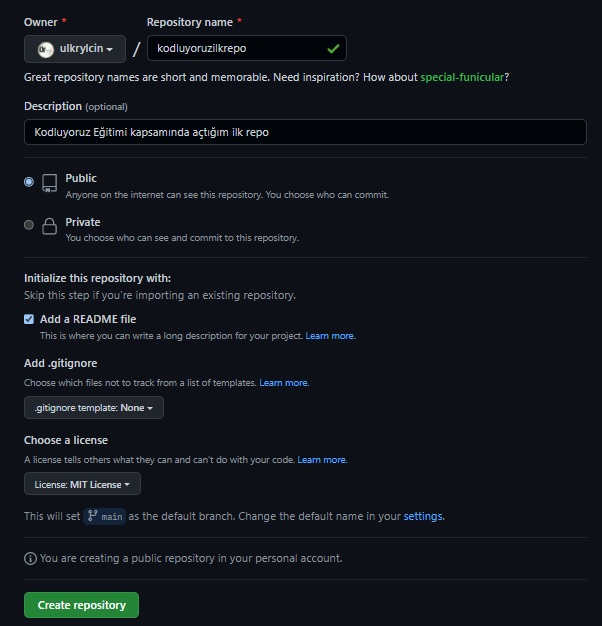 Owner * Repository name *
ulkrylcin / kodluyoruzilkrepo
Great repository names are short and memorable. Need inspiration? How about special-funicular?
Description (optional)
Kodluyoruz Eğitimi kapsamında açtığım ilk repo
Public
Anyone on the internet can see this repository. You choose who can commit.
Private
You choose who can see and commit to this repository.
Initialize this repository with:
Skip this step if you're importing an existing repository.
Add a README file
This is where you can write a long description for your project. Learn more.
Add .gitignore
Choose which files not to track from a list of templates. Learn more.
.gitignore template: None
Choose a license
A license tells others what they can and can't do with your code. Learn more.
License: MIT License
This will set main as the default branch. Change the default name in your settings.
You are creating a public repository in your personal account.
Create repository